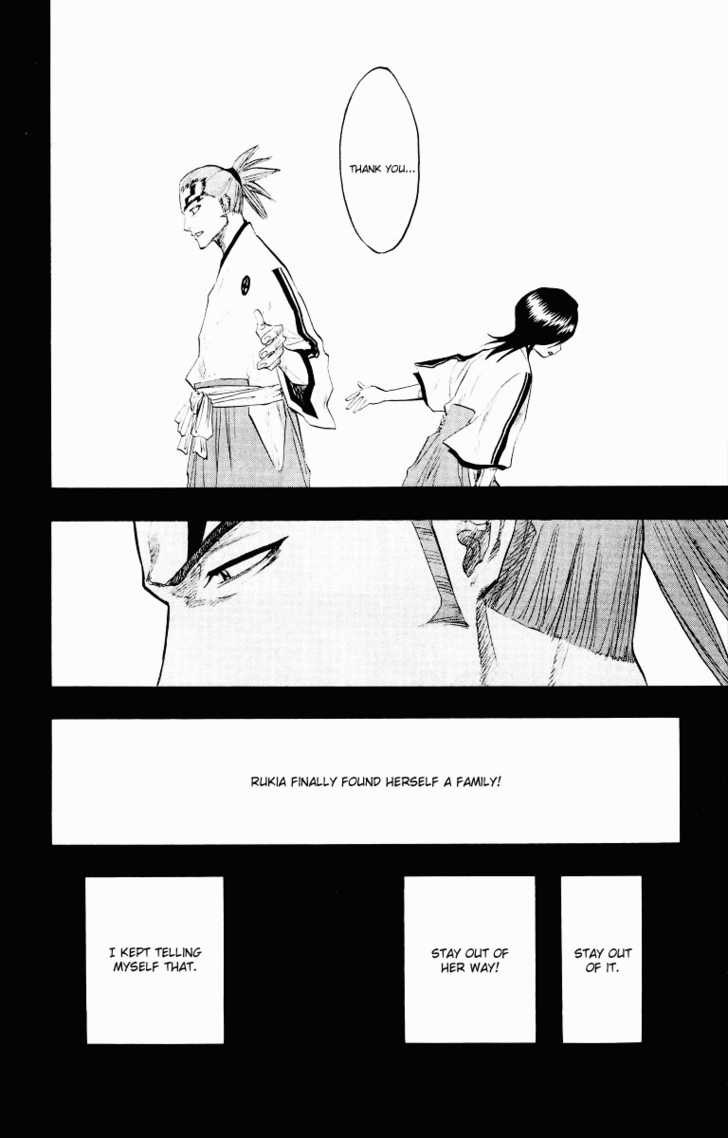 THANK YOU...
RUKIA FINALLY FOUND HERSELF A FAMILY!
STAY OUT
OF IT.
STAY OUT OF
HER WAY!
I KEPT TELLING
MYSELF THAT.